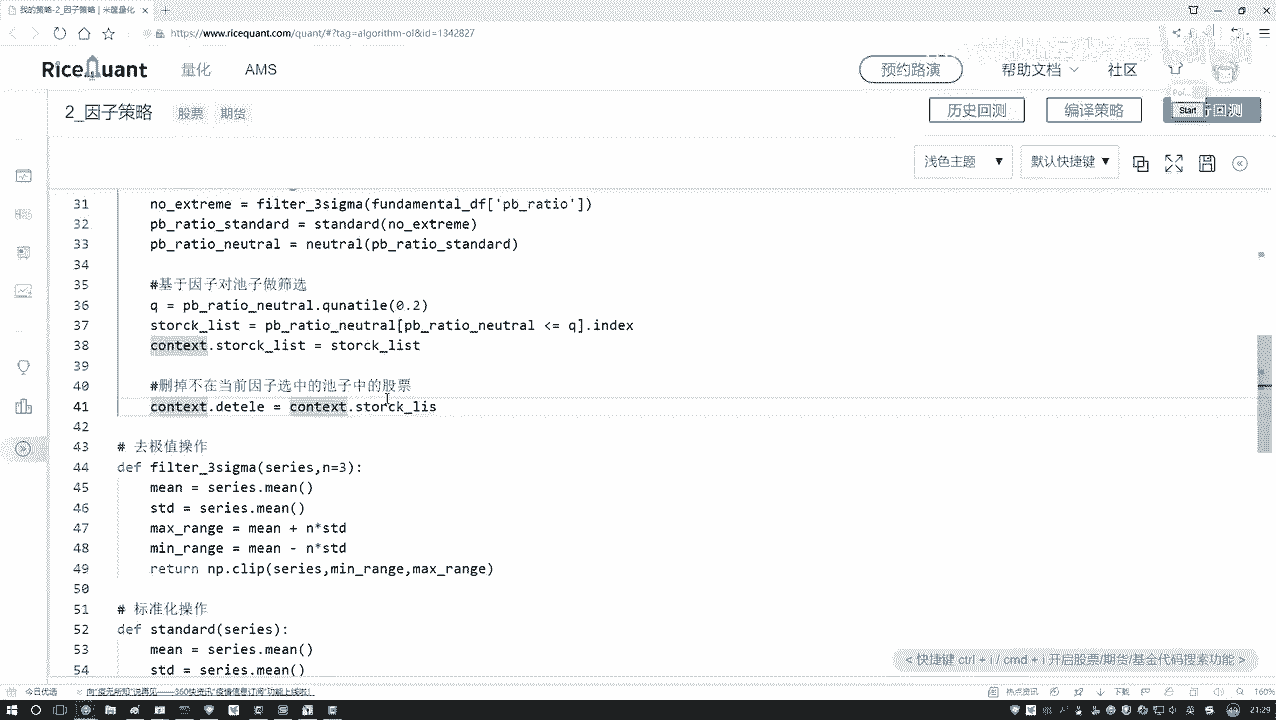 我的策略-2_因子策略 | 米筐量化
https://www.ricequant.com/quant/#?tag=algorithm-ol&id=1342827
RiceQuant 量化 AMS 预约路演 帮助文档 社区
2_因子策略 股票 期货 历史回测 编译策略 回测
Start
浅色主题 默认快捷键
31 no_extreme = filter_3sigma(fundamental_df['pb_ratio'])
32 pb_ratio_standard = standard(no_extreme)
33 pb_ratio_neutral = neutral(pb_ratio_standard)
34
35 #基于因子对池子做筛选
36 q = pb_ratio_neutral.qunatile(0.2)
37 storck_list = pb_ratio_neutral[pb_ratio_neutral <= q].index
38 context.storck_list = storck_list
39
40 #删掉不在当前因子选中的池子中的股票
41 context.detele = context.storck_lis
42
43 # 去极值操作
44 def filter_3sigma(series,n=3):
45 mean = series.mean()
46 std = series.mean()
47 max_range = mean + n*std
48 min_range = mean - n*std
49 return np.clip(series,min_range,max_range)
50
51 # 标准化操作
52 def standard(series):
53 mean = series.mean()
54 std = series.mean()
< 快捷键 ctrl + I / cmd + I 开启股票/期货/基金代码搜索功能 >
今日优选 热点资讯 下载 160%
21:29